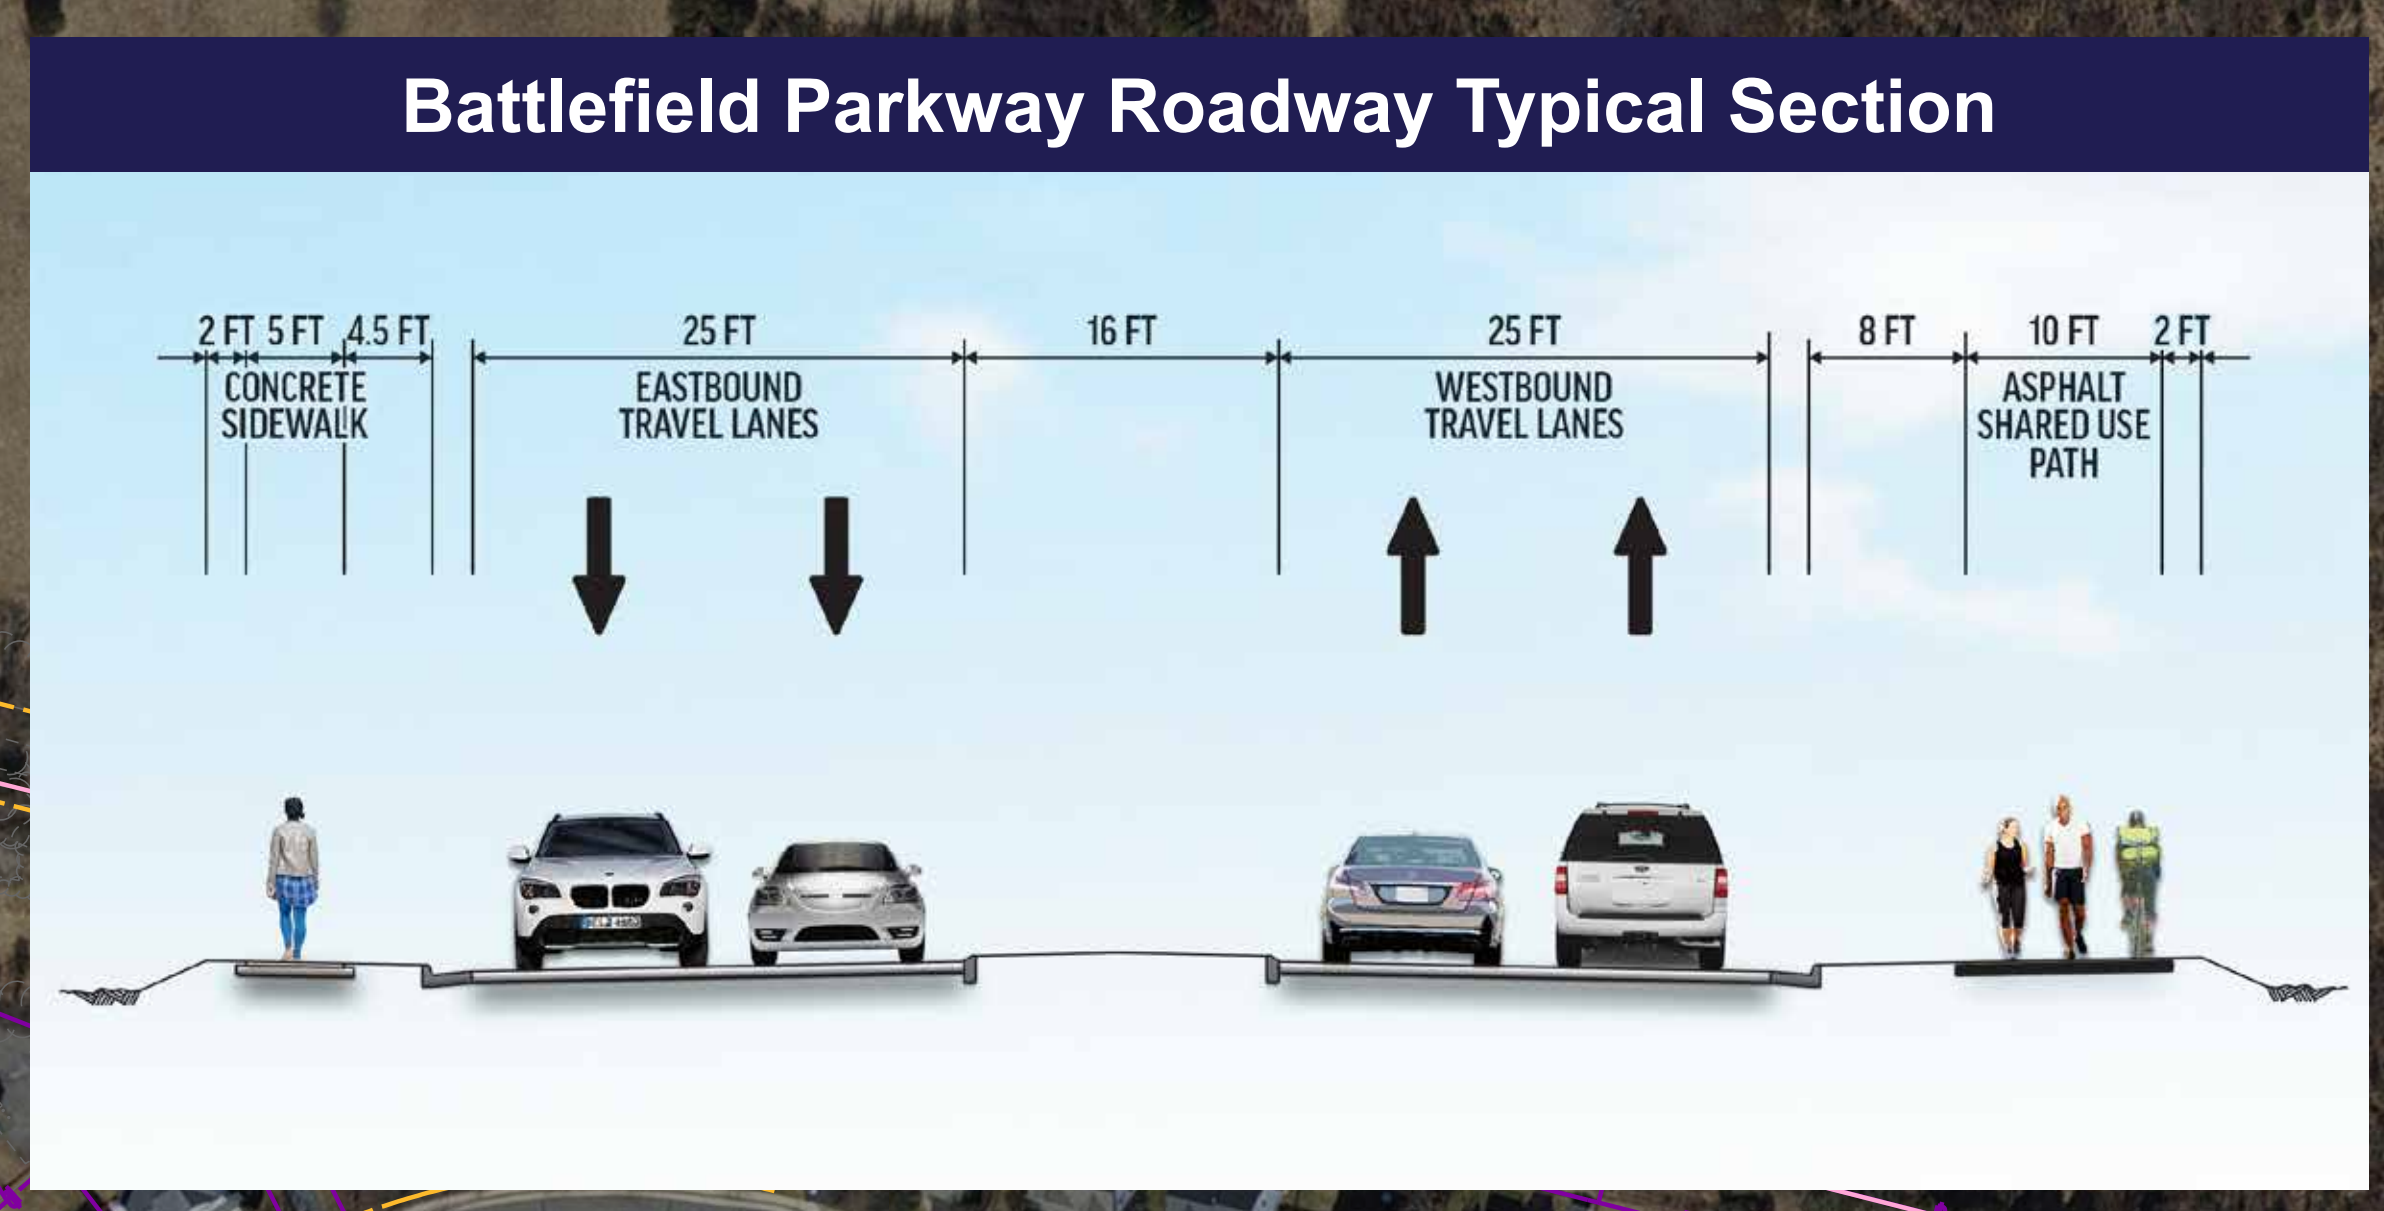 Battlefield Parkway Roadway Typical Section
2 FT 5 FT 4.5 FT 25 FT 16 FT 25 FT 8 FT 10 FT 2 FT
CONCRETE
SIDEWALK
EASTBOUND
TRAVEL LANES
WESTBOUND
TRAVEL LANES
ASPHALT
SHARED USE
PATH